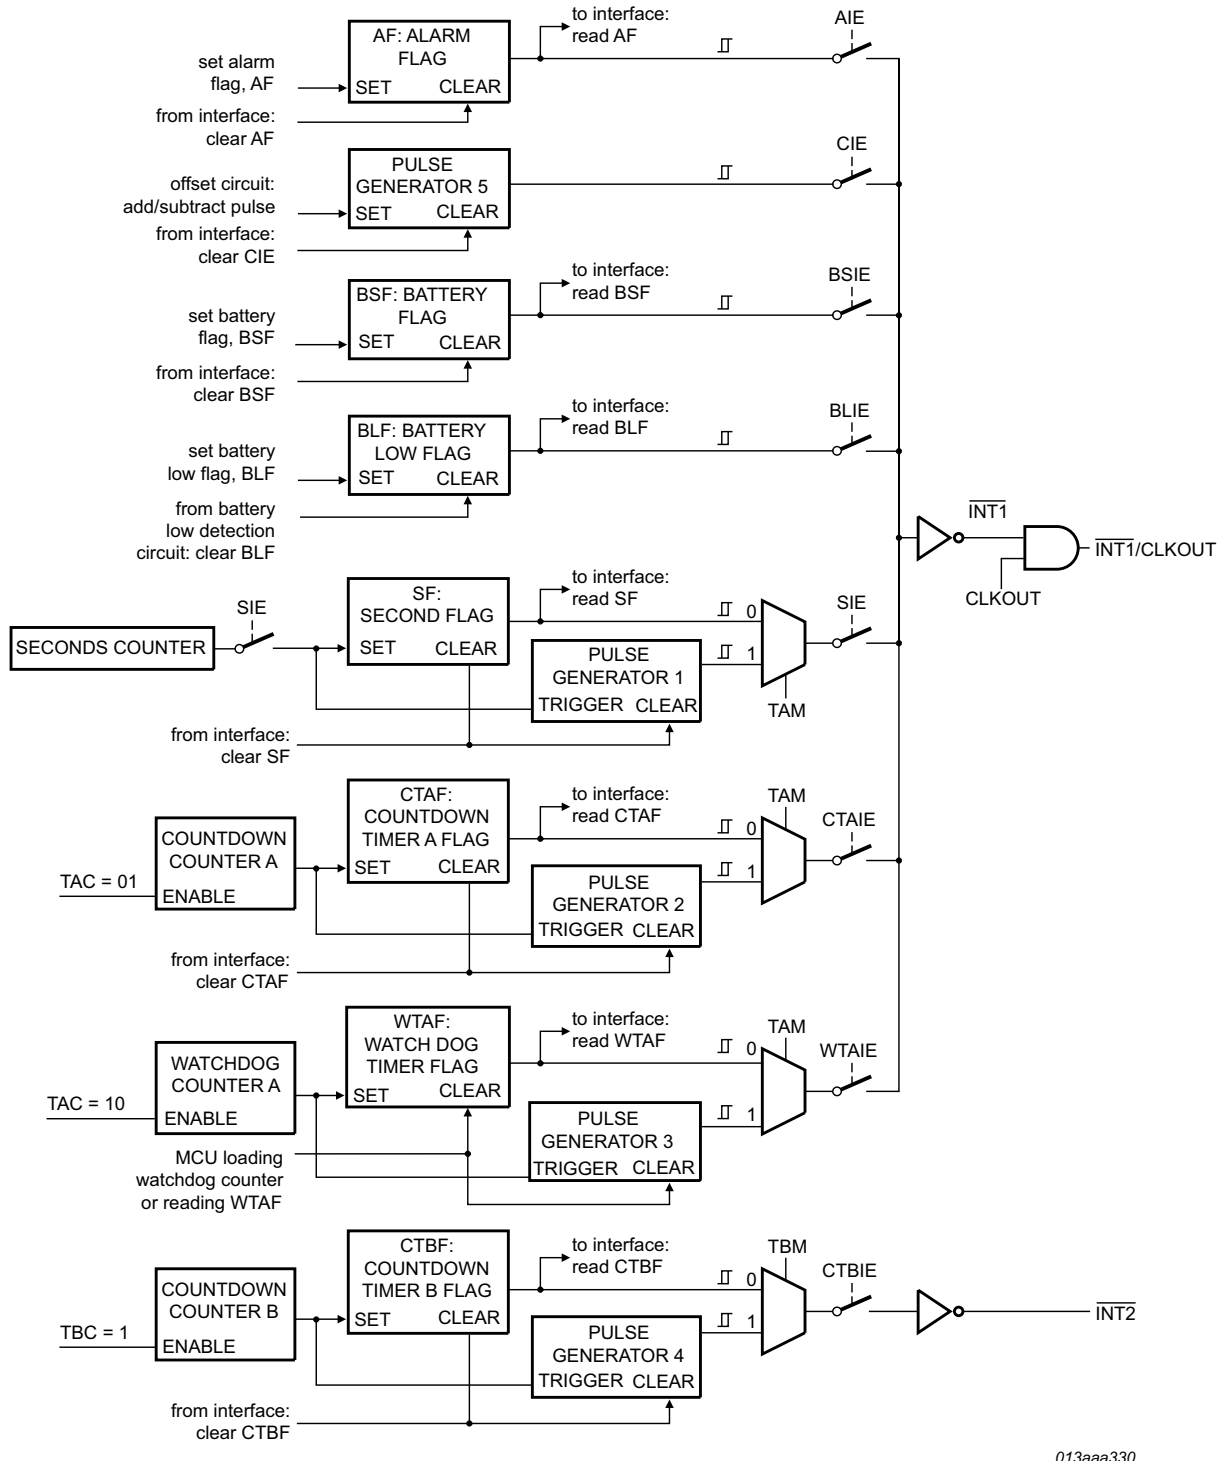 to interface:
read AF
AIE
AF: ALARM
FLAG
set alarm
flag, AF
SET CLEAR
from interface:
clear AF
CIE
PULSE
GENERATOR 5
offset circuit:
add/subtract pulse
SET CLEAR
from interface:
clear CIE
to interface:
read BSF
BSIE
BSF: BATTERY
FLAG
set battery
flag, BSF
SET CLEAR
from interface:
clear BSF
to interface:
read BLF
BLIE
BLF: BATTERY
LOW FLAG
set battery
low flag, BLF
SET CLEAR
from battery
low detection
circuit: clear BLF
INT1
INT1/CLKOUT
CLKOUT
to interface:
read SF
SF:
SECOND FLAG
SIE
0
SIE
SECONDS COUNTER
SET CLEAR
PULSE
GENERATOR 1
1
TRIGGER CLEAR
TAM
from interface:
clear SF
CTAF:
COUNTDOWN
TIMER A FLAG
to interface:
read CTAF
TAM
0
CTAIE
COUNTDOWN
COUNTER A
SET CLEAR
TAC = 01
ENABLE
PULSE
GENERATOR 2
1
TRIGGER CLEAR
from interface:
clear CTAF
WTAF:
WATCH DOG
TIMER FLAG
to interface:
read WTAF
TAM
0
WTAIE
WATCHDOG
COUNTER A
SET CLEAR
TAC = 10
ENABLE
PULSE
GENERATOR 3
1
TRIGGER CLEAR
MCU loading
watchdog counter
or reading WTAF
CTBF:
COUNTDOWN
TIMER B FLAG
to interface:
read CTBF
TBM
0
CTBIE
COUNTDOWN
COUNTER B
SET CLEAR
INT2
TBC = 1
ENABLE
PULSE
GENERATOR 4
1
TRIGGER CLEAR
from interface:
clear CTBF
013aaa330